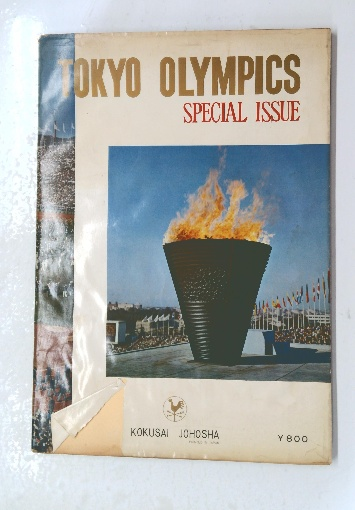 TOKYO OLYMPICS
SPECIAL ISSUE
KOKUSAI JOHOSHA
¥800